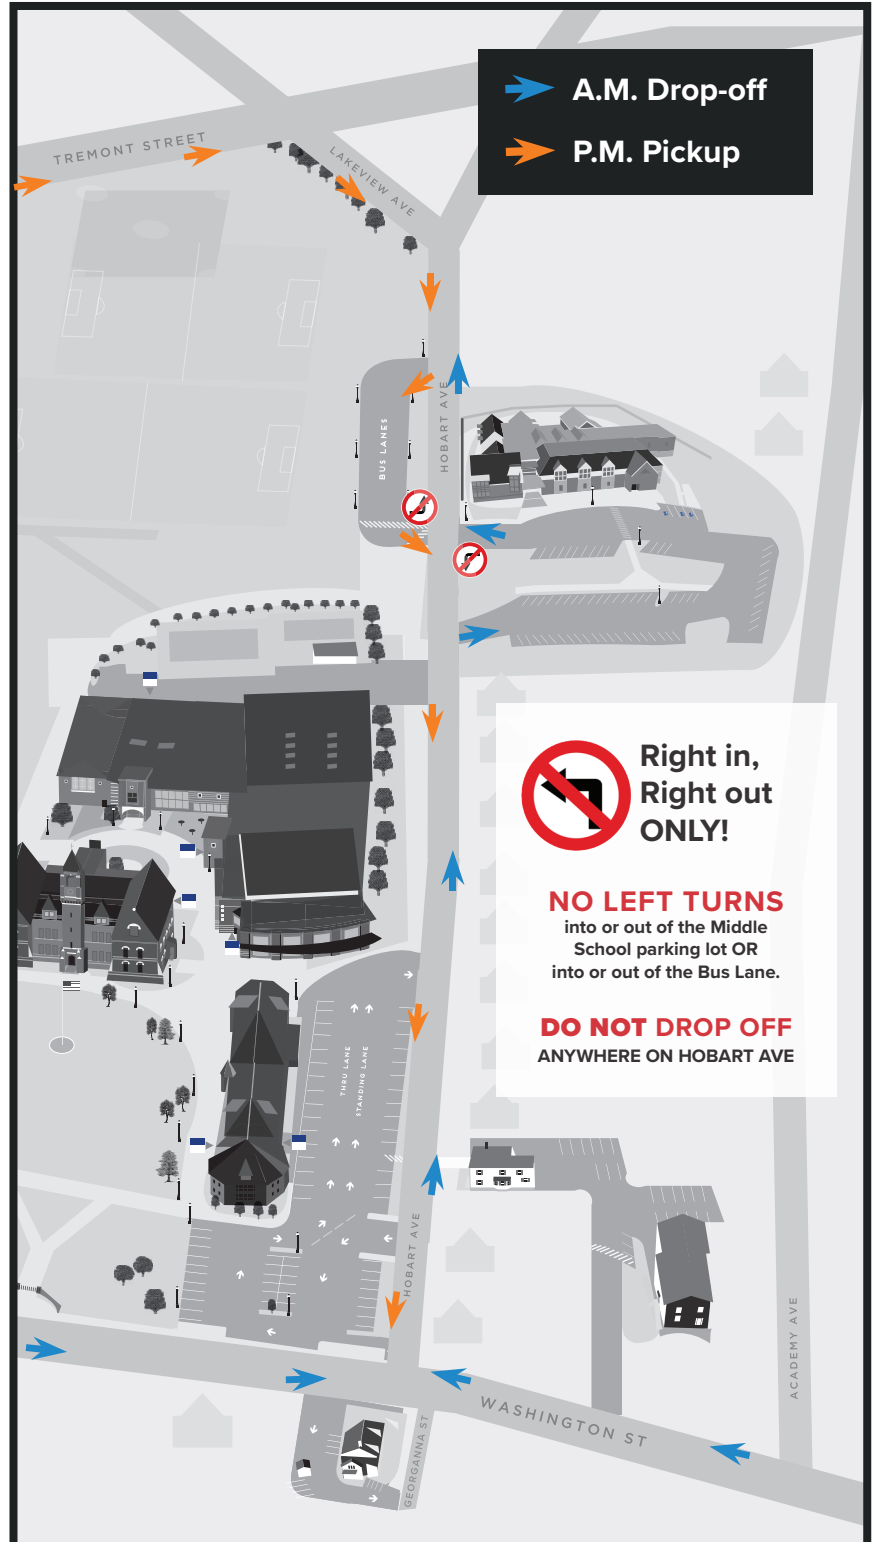 A.M. Drop-off
P.M. Pickup
TREMONT STREET
LAKEVIEW AVE
HOBART AVE
BUS LANES
Right in,
Right out
ONLY!
NO LEFT TURNS
into or out of the Middle
School parking lot OR
into or out of the Bus Lane.
DO NOT DROP OFF
ANYWHERE ON HOBART AVE
THRU LANE
STANDING LANE
HOBART AVE
ACADEMY AVE
WASHINGTON ST
GEORGANNA ST